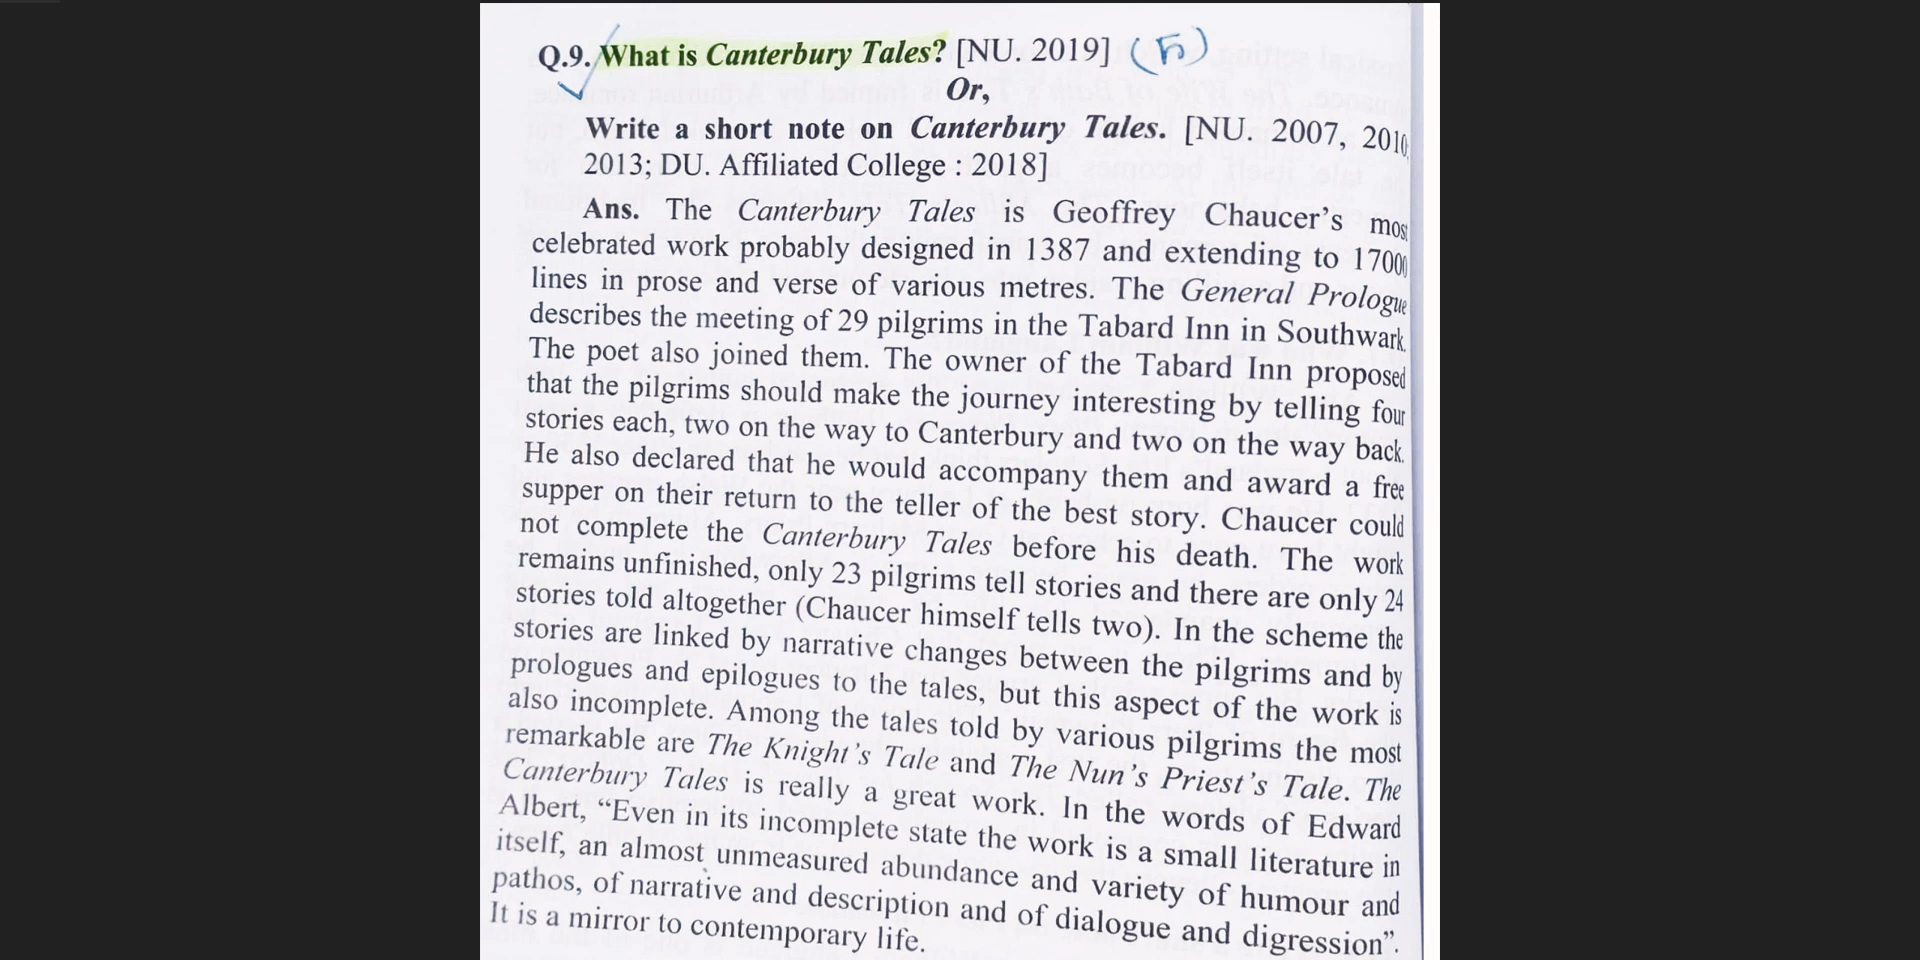 Q.9. What is Canterbury Tales? [NU. 2019] (চ)
Or,
Write a short note on Canterbury Tales. [NU. 2007, 2010,
2013; DU. Affiliated College : 2018]
Ans. The Canterbury Tales is Geoffrey Chaucer's most
celebrated work probably designed in 1387 and extending to 17000
lines in prose and verse of various metres. The General Prologue
describes the meeting of 29 pilgrims in the Tabard Inn in Southwark.
The poet also joined them. The owner of the Tabard Inn proposed
that the pilgrims should make the journey interesting by telling four
stories each, two on the way to Canterbury and two on the way back.
He also declared that he would accompany them and award a free
supper on their return to the teller of the best story. Chaucer could
not complete the Canterbury Tales before his death. The work
remains unfinished, only 23 pilgrims tell stories and there are only 24
stories told altogether (Chaucer himself tells two). In the scheme the
stories are linked by narrative changes between the pilgrims and by
prologues and epilogues to the tales, but this aspect of the work is
also incomplete. Among the tales told by various pilgrims the most
remarkable are The Knight's Tale and The Nun's Priest's Tale. The
Canterbury Tales is really a great work. In the words of Edward
Albert, “Even in its incomplete state the work is a small literature in
itself, an almost unmeasured abundance and variety of humour and
pathos, of narrative and description and of dialogue and digression”.
It is a mirror to contemporary life.